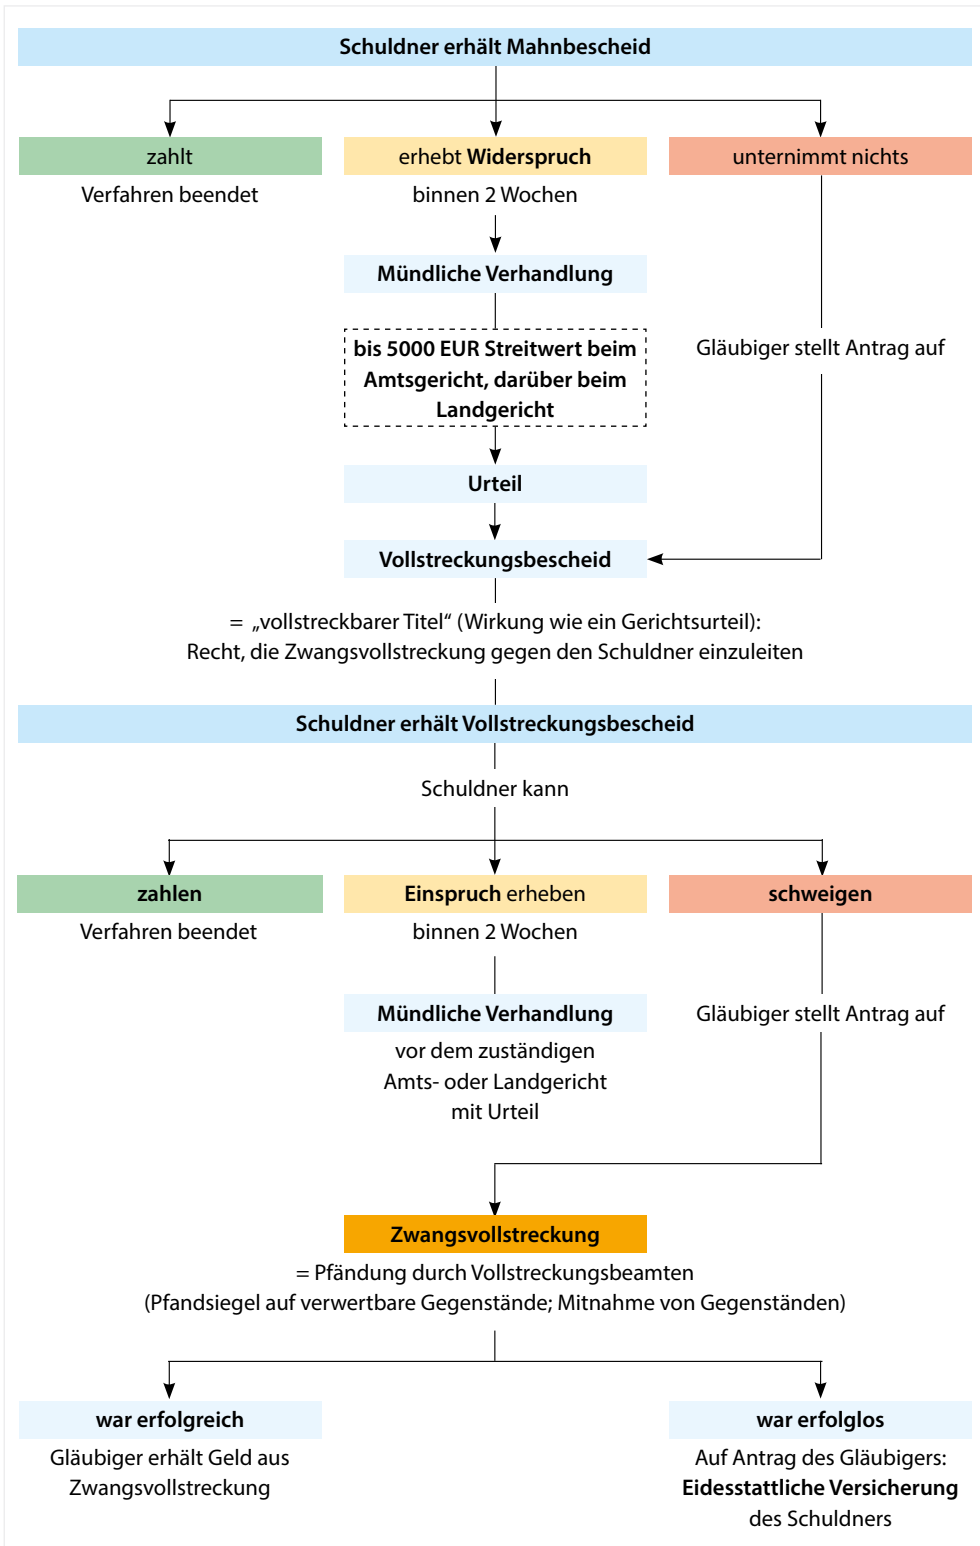 Schuldner erhält Mahnbescheid
zahlt
erhebt Widerspruch
unternimmt nichts
Verfahren beendet
binnen 2 Wochen
Mündliche Verhandlung
bis 5000 EUR Streitwert beim
Amtsgericht, darüber beim
Landgericht
Gläubiger stellt Antrag auf
Urteil
Vollstreckungsbescheid
= „vollstreckbarer Titel“ (Wirkung wie ein Gerichtsurteil):
Recht, die Zwangsvollstreckung gegen den Schuldner einzuleiten
Schuldner erhält Vollstreckungsbescheid
Schuldner kann
zahlen
Einspruch erheben
schweigen
Verfahren beendet
binnen 2 Wochen
Mündliche Verhandlung
Gläubiger stellt Antrag auf
vor dem zuständigen
Amts- oder Landgericht
mit Urteil
Zwangsvollstreckung
= Pfändung durch Vollstreckungsbeamten
(Pfandsiegel auf verwertbare Gegenstände; Mitnahme von Gegenständen)
war erfolgreich
Gläubiger erhält Geld aus
Zwangsvollstreckung
war erfolglos
Auf Antrag des Gläubigers:
Eidesstattliche Versicherung
des Schuldners